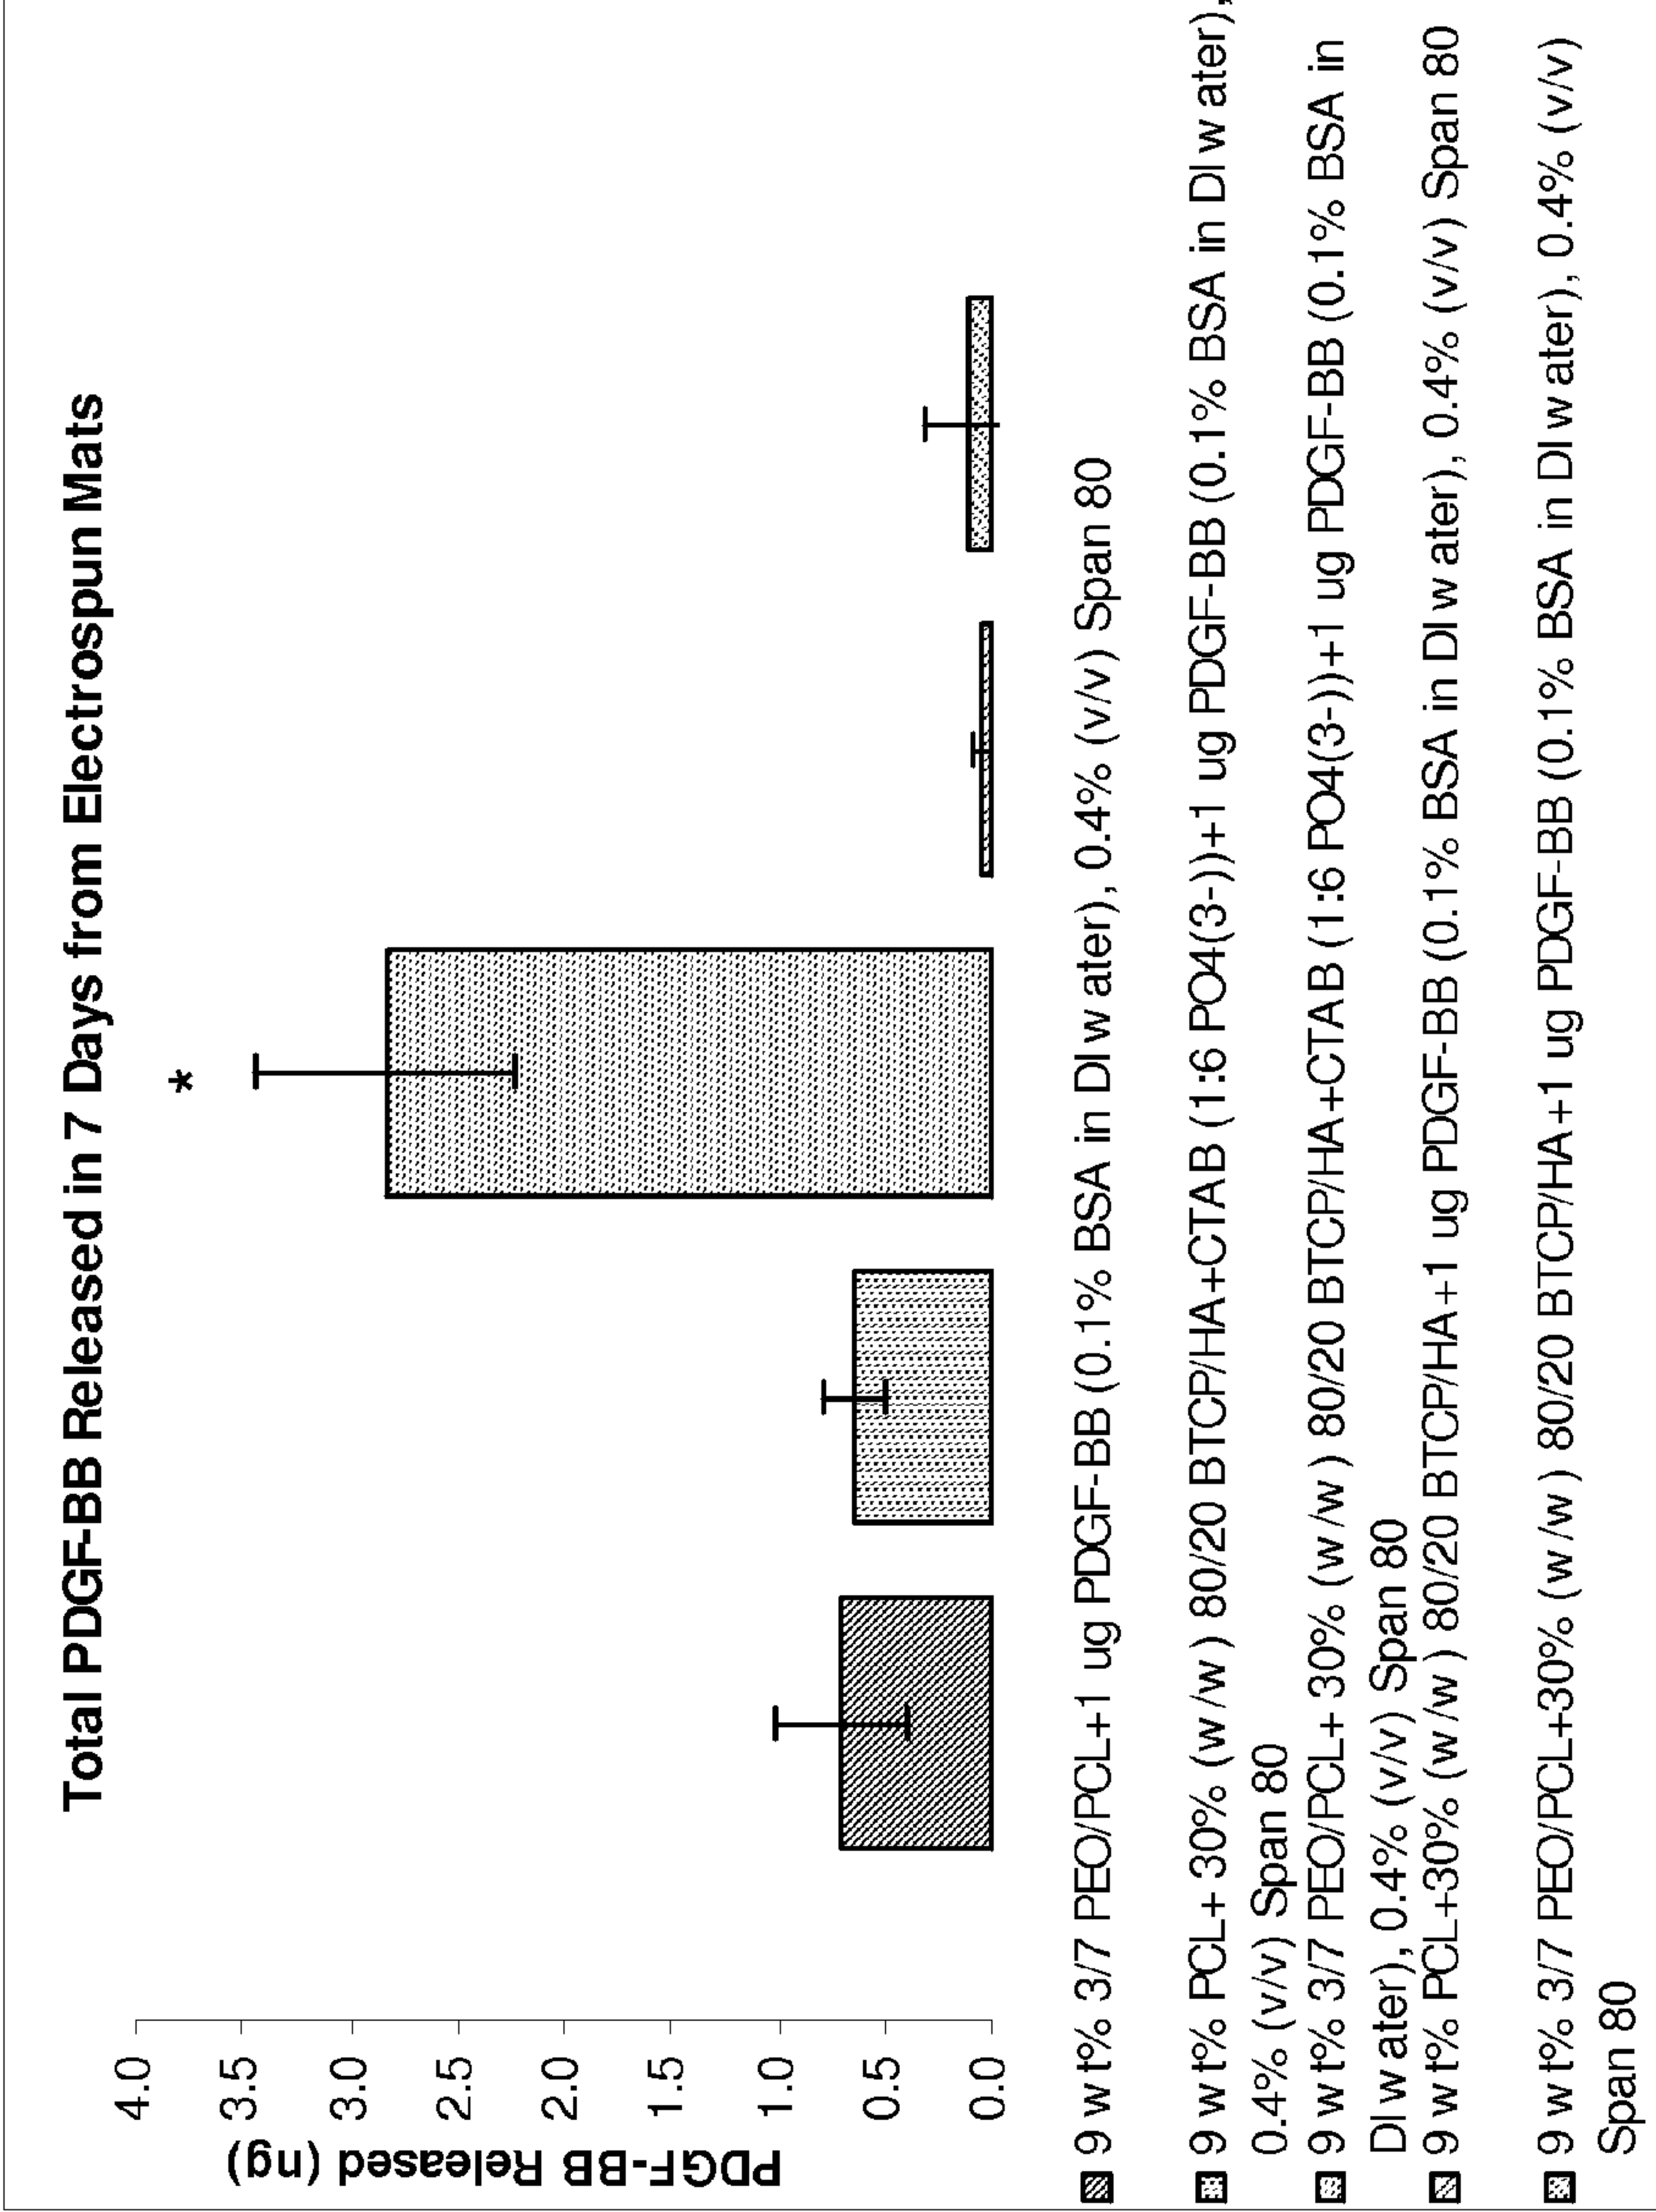 Total PDGF-BB Released in 7 Days from Electrospun Mats
PDGF-BB Released (ng)
4.0
3.5
3.0
2.5
2.0
1.5
1.0
0.5
0.0
*
9 wt% 3/7 PEO/PCL+1 ug PDGF-BB (0.1% BSA in DI water), 0.4% (v/v) Span 80
9 wt% PCL+ 30% (w/w) 80/20 BTCP/HA+CTAB (1:6 PO4(3-))+1 ug PDGF-BB (0.1% BSA in DI water),
0.4% (v/v) Span 80
9 wt% 3/7 PEO/PCL+ 30% (w/w) 80/20 BTCP/HA+CTAB (1:6 PO4(3-))+1 ug PDGF-BB (0.1% BSA in
DI water), 0.4% (v/v) Span 80
9 wt% PCL+30% (w/w) 80/20 BTCP/HA+1 ug PDGF-BB (0.1% BSA in DI water), 0.4% (v/v) Span 80
9 wt% 3/7 PEO/PCL+30% (w/w) 80/20 BTCP/HA+1 ug PDGF-BB (0.1% BSA in DI water), 0.4% (v/v)
Span 80